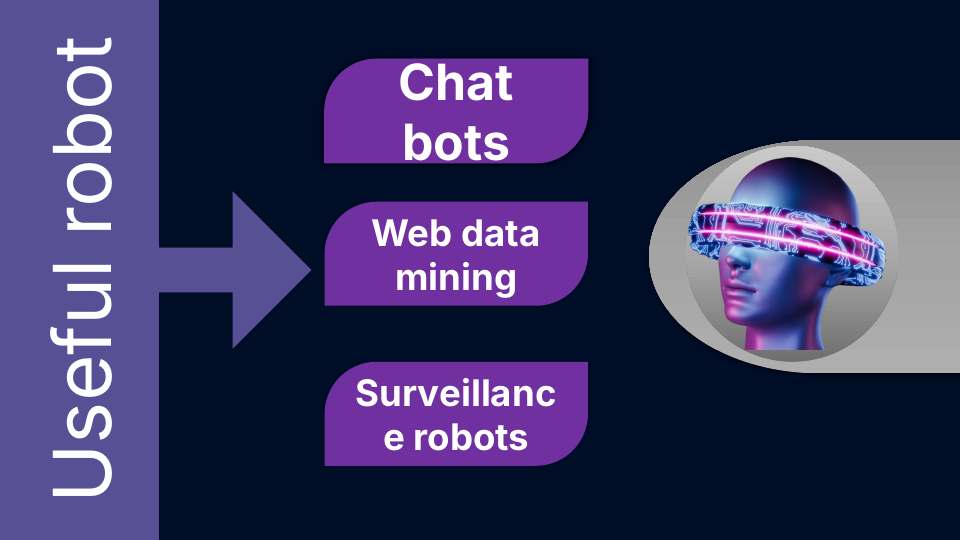 Useful robot
Chat
bots
Web data
mining
Surveillanc
e robots